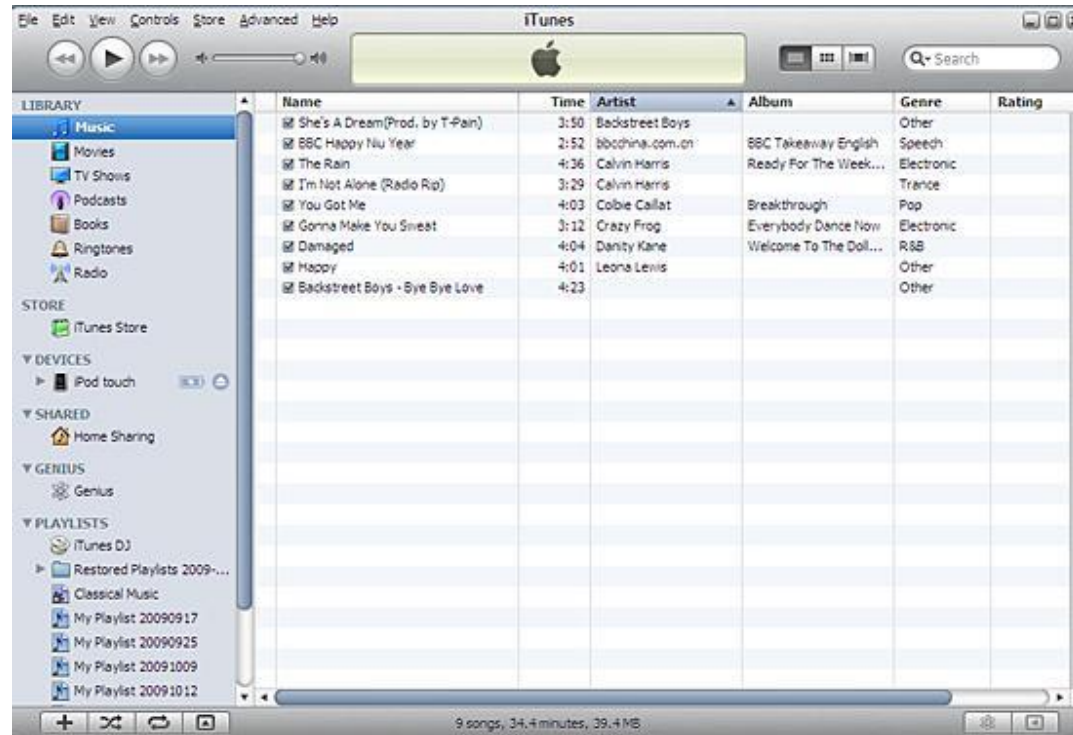 File Edit View Controls Store Advanced Help
iTunes
Search
LIBRARY
Music
Movies
TV Shows
Podcasts
Books
Ringtones
Radio
STORE
iTunes Store
DEVICES
iPod touch
SHARED
Home Sharing
GENIUS
Genius
PLAYLISTS
iTunes DJ
Restored Playlists 2009-...
Classical Music
My Playlist 20090917
My Playlist 20090925
My Playlist 20091009
My Playlist 20091012
Name Time Artist Album Genre Rating
She's A Dream(Prod. by T-Pain) 3:50 Backstreet Boys Other
BBC Happy Niu Year 2:52 bbcchina.com.cn BBC Takeaway English Speech
The Rain 4:36 Calvin Harris Ready For The Week... Electronic
I'm Not Alone (Radio Rip) 3:29 Calvin Harris Trance
You Got Me 4:03 Colbie Caillat Breakthrough Pop
Gonna Make You Sweat 3:12 Crazy Frog Everybody Dance Now Electronic
Damaged 4:04 Danity Kane Welcome To The Doll... R&B
Happy 4:01 Leona Lewis Other
Backstreet Boys - Bye Bye Love 4:23 Other
9 songs, 34.4 minutes, 39.4 MB